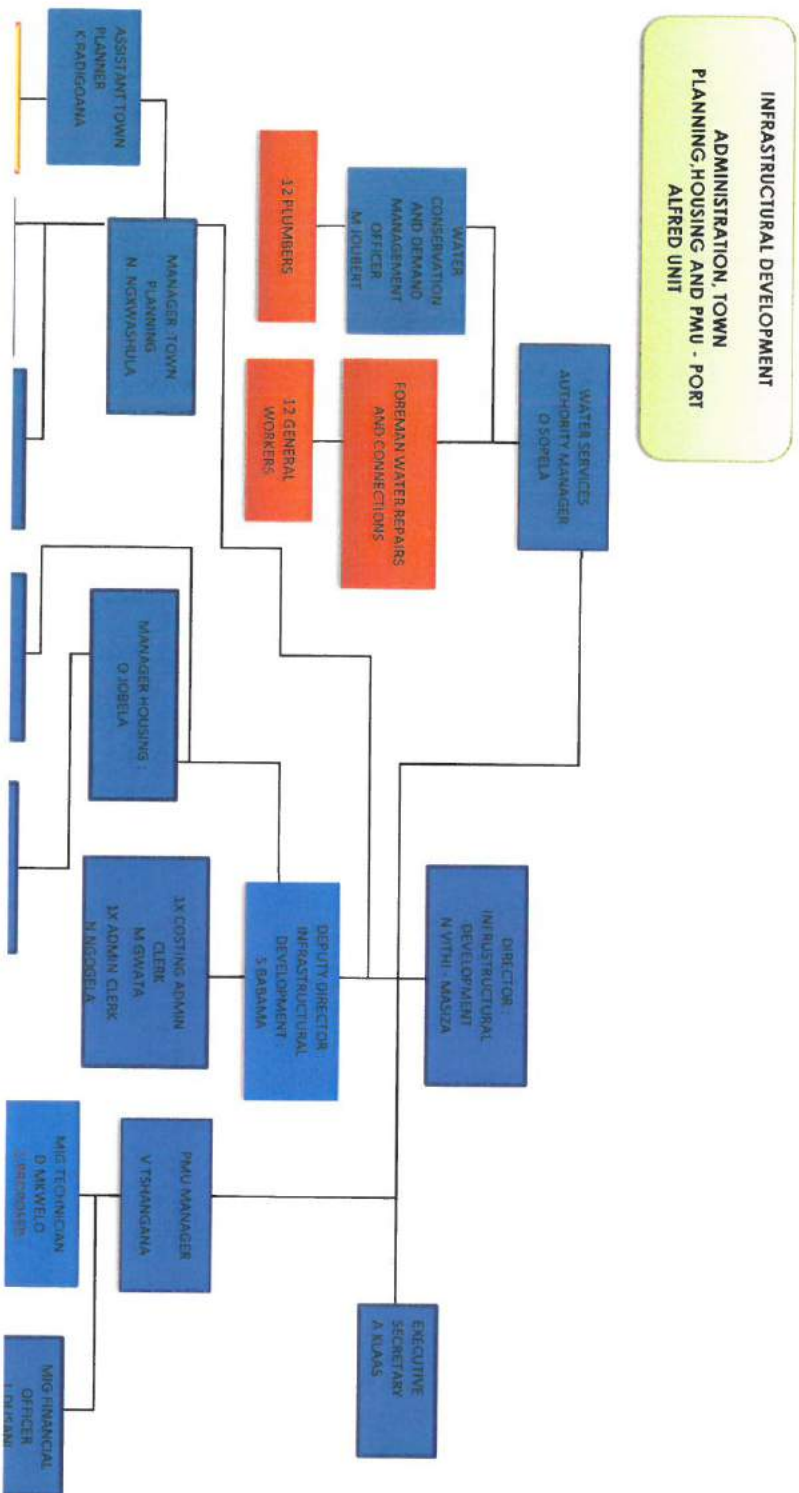 INFRASTRUCTURAL DEVELOPMENT
ADMINISTRATION, TOWN
PLANNING,HOUSING AND PMU - PORT
ALFRED UNIT
DIRECTOR :
INFRUSTRUCTURAL
DEVELOPMENT
N VITHI - MASIZA
EXECUTIVE
SECRETARY
A KLAAS
WATER SERVICES
AUTHORITY MANAGER
O SOPELA
WATER
CONSERVATION
AND DEMAND
MANAGEMENT
OFFICER
M JOUBERT
FOREMAN WATER REPAIRS
AND CONNECTIONS
12 PLUMBERS
12 GENERAL
WORKERS
DEPUTY DIRECTOR :
INFRASTRUCTURAL
DEVELOPMENT :
S BABAMA
1X COSTING ADMIN
CLERK
M GWATA
1X ADMIN CLERK
N.NGOGELA
PMU MANAGER
V TSHANGANA
MANAGER TOWN
PLANNING
N. NGXWASHULA
MANAGER HOUSING :
O JOBELA
ASSISTANT TOWN
PLANNER
K RADIGOANA
MIG TECHNICIAN
D MKWELO
MIG FINANCIAL
OFFICER